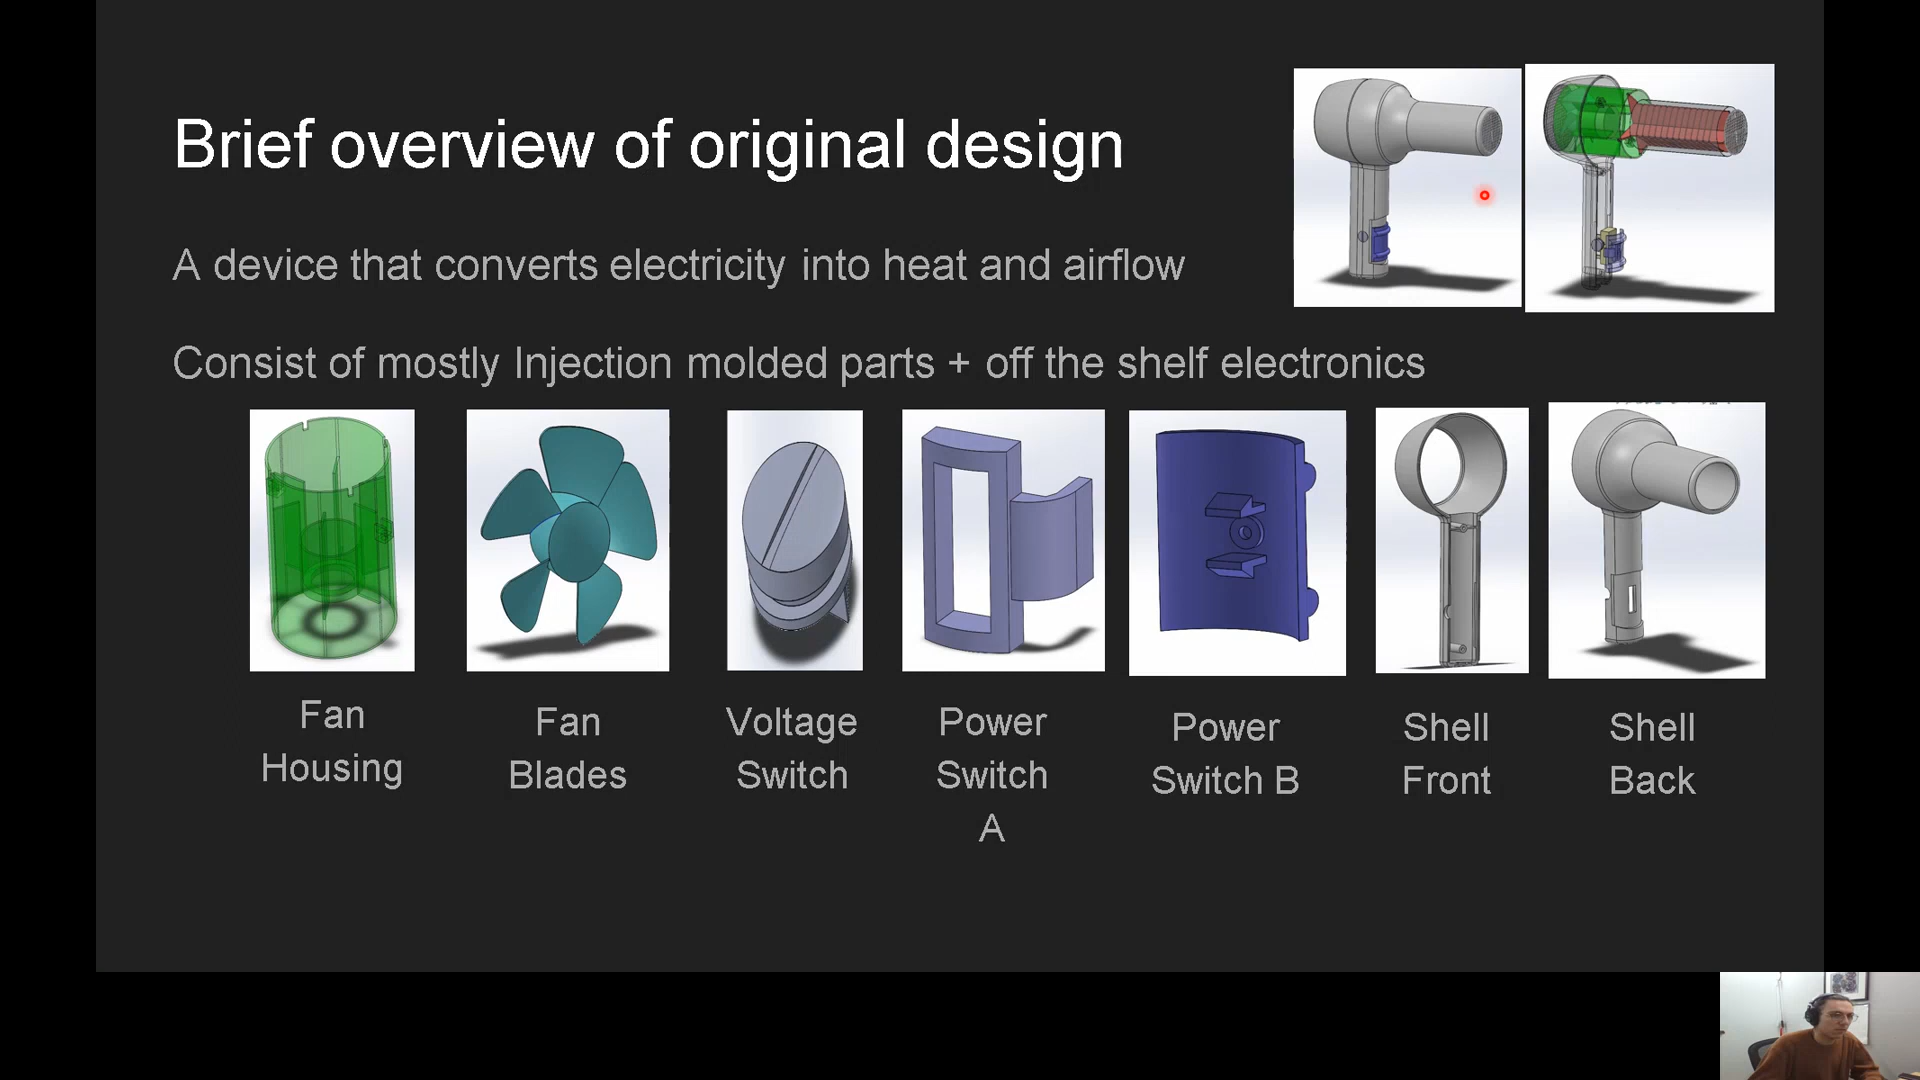 Brief overview of original design
A device that converts electricity into heat and airflow
Consist of mostly Injection molded parts + off the shelf electronics
Fan
Housing
Fan
Blades
Voltage
Switch
Power
Switch
A
Power
Switch B
Shell
Front
Shell
Back